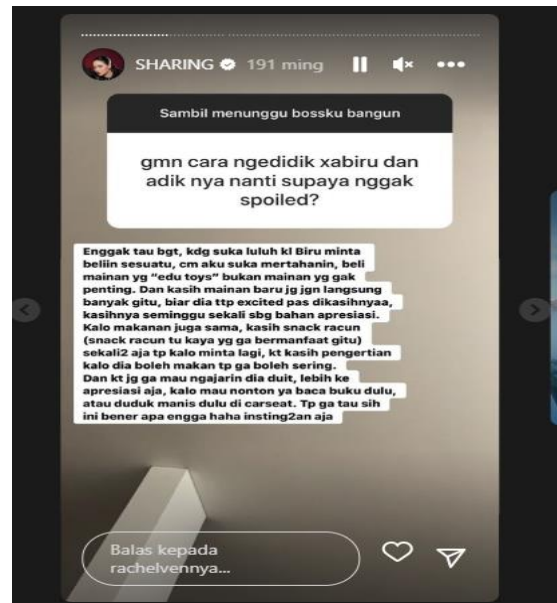 SHARING 191 ming
Sambil menunggu bossku bangun
gmn cara ngedidik xabiru dan
adik nya nanti supaya nggak
spoiled?
Enggak tau bgt, kdg suka luluh kl Biru minta
beliin sesuatu, cm aku suka mertahanin, beli
mainan yg “edu toys” bukan mainan yg gak
penting. Dan kasih mainan baru jg jgn langsung
banyak gitu, biar dia ttp excited pas dikasihnyaa,
kasihnya seminggu sekali sbg bahan apresiasi.
Kalo makanan juga sama, kasih snack racun
(snack racun tu kaya yg ga bermanfaat gitu)
sekali2 aja tp kalo minta lagi, kt kasih pengertian
kalo dia boleh makan tp ga boleh sering.
Dan kt jg ga mau ngajarin dia duit, lebih ke
apresiasi aja, kalo mau nonton ya baca buku dulu,
atau duduk manis dulu di carseat. Tp ga tau sih
ini bener apa engga haha insting2an aja
Balas kepada
rachelvennya...